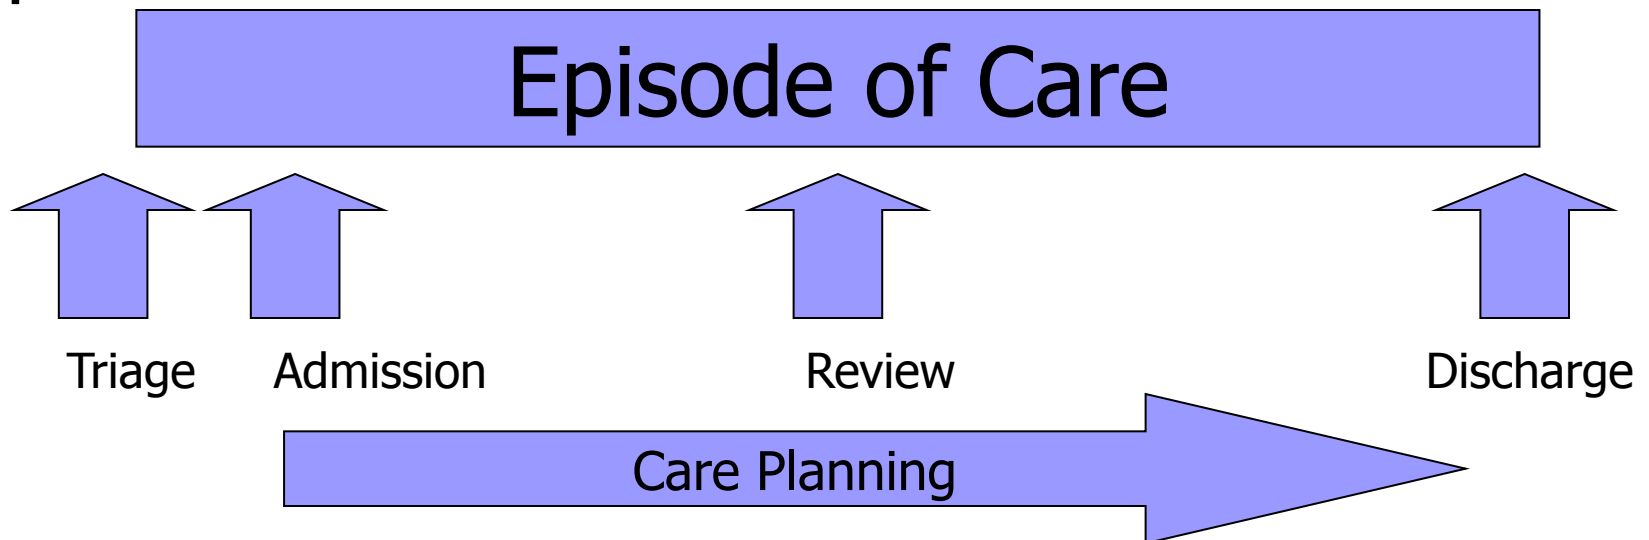 Episode of Care
Triage
Admission
Review
Discharge
Care Planning